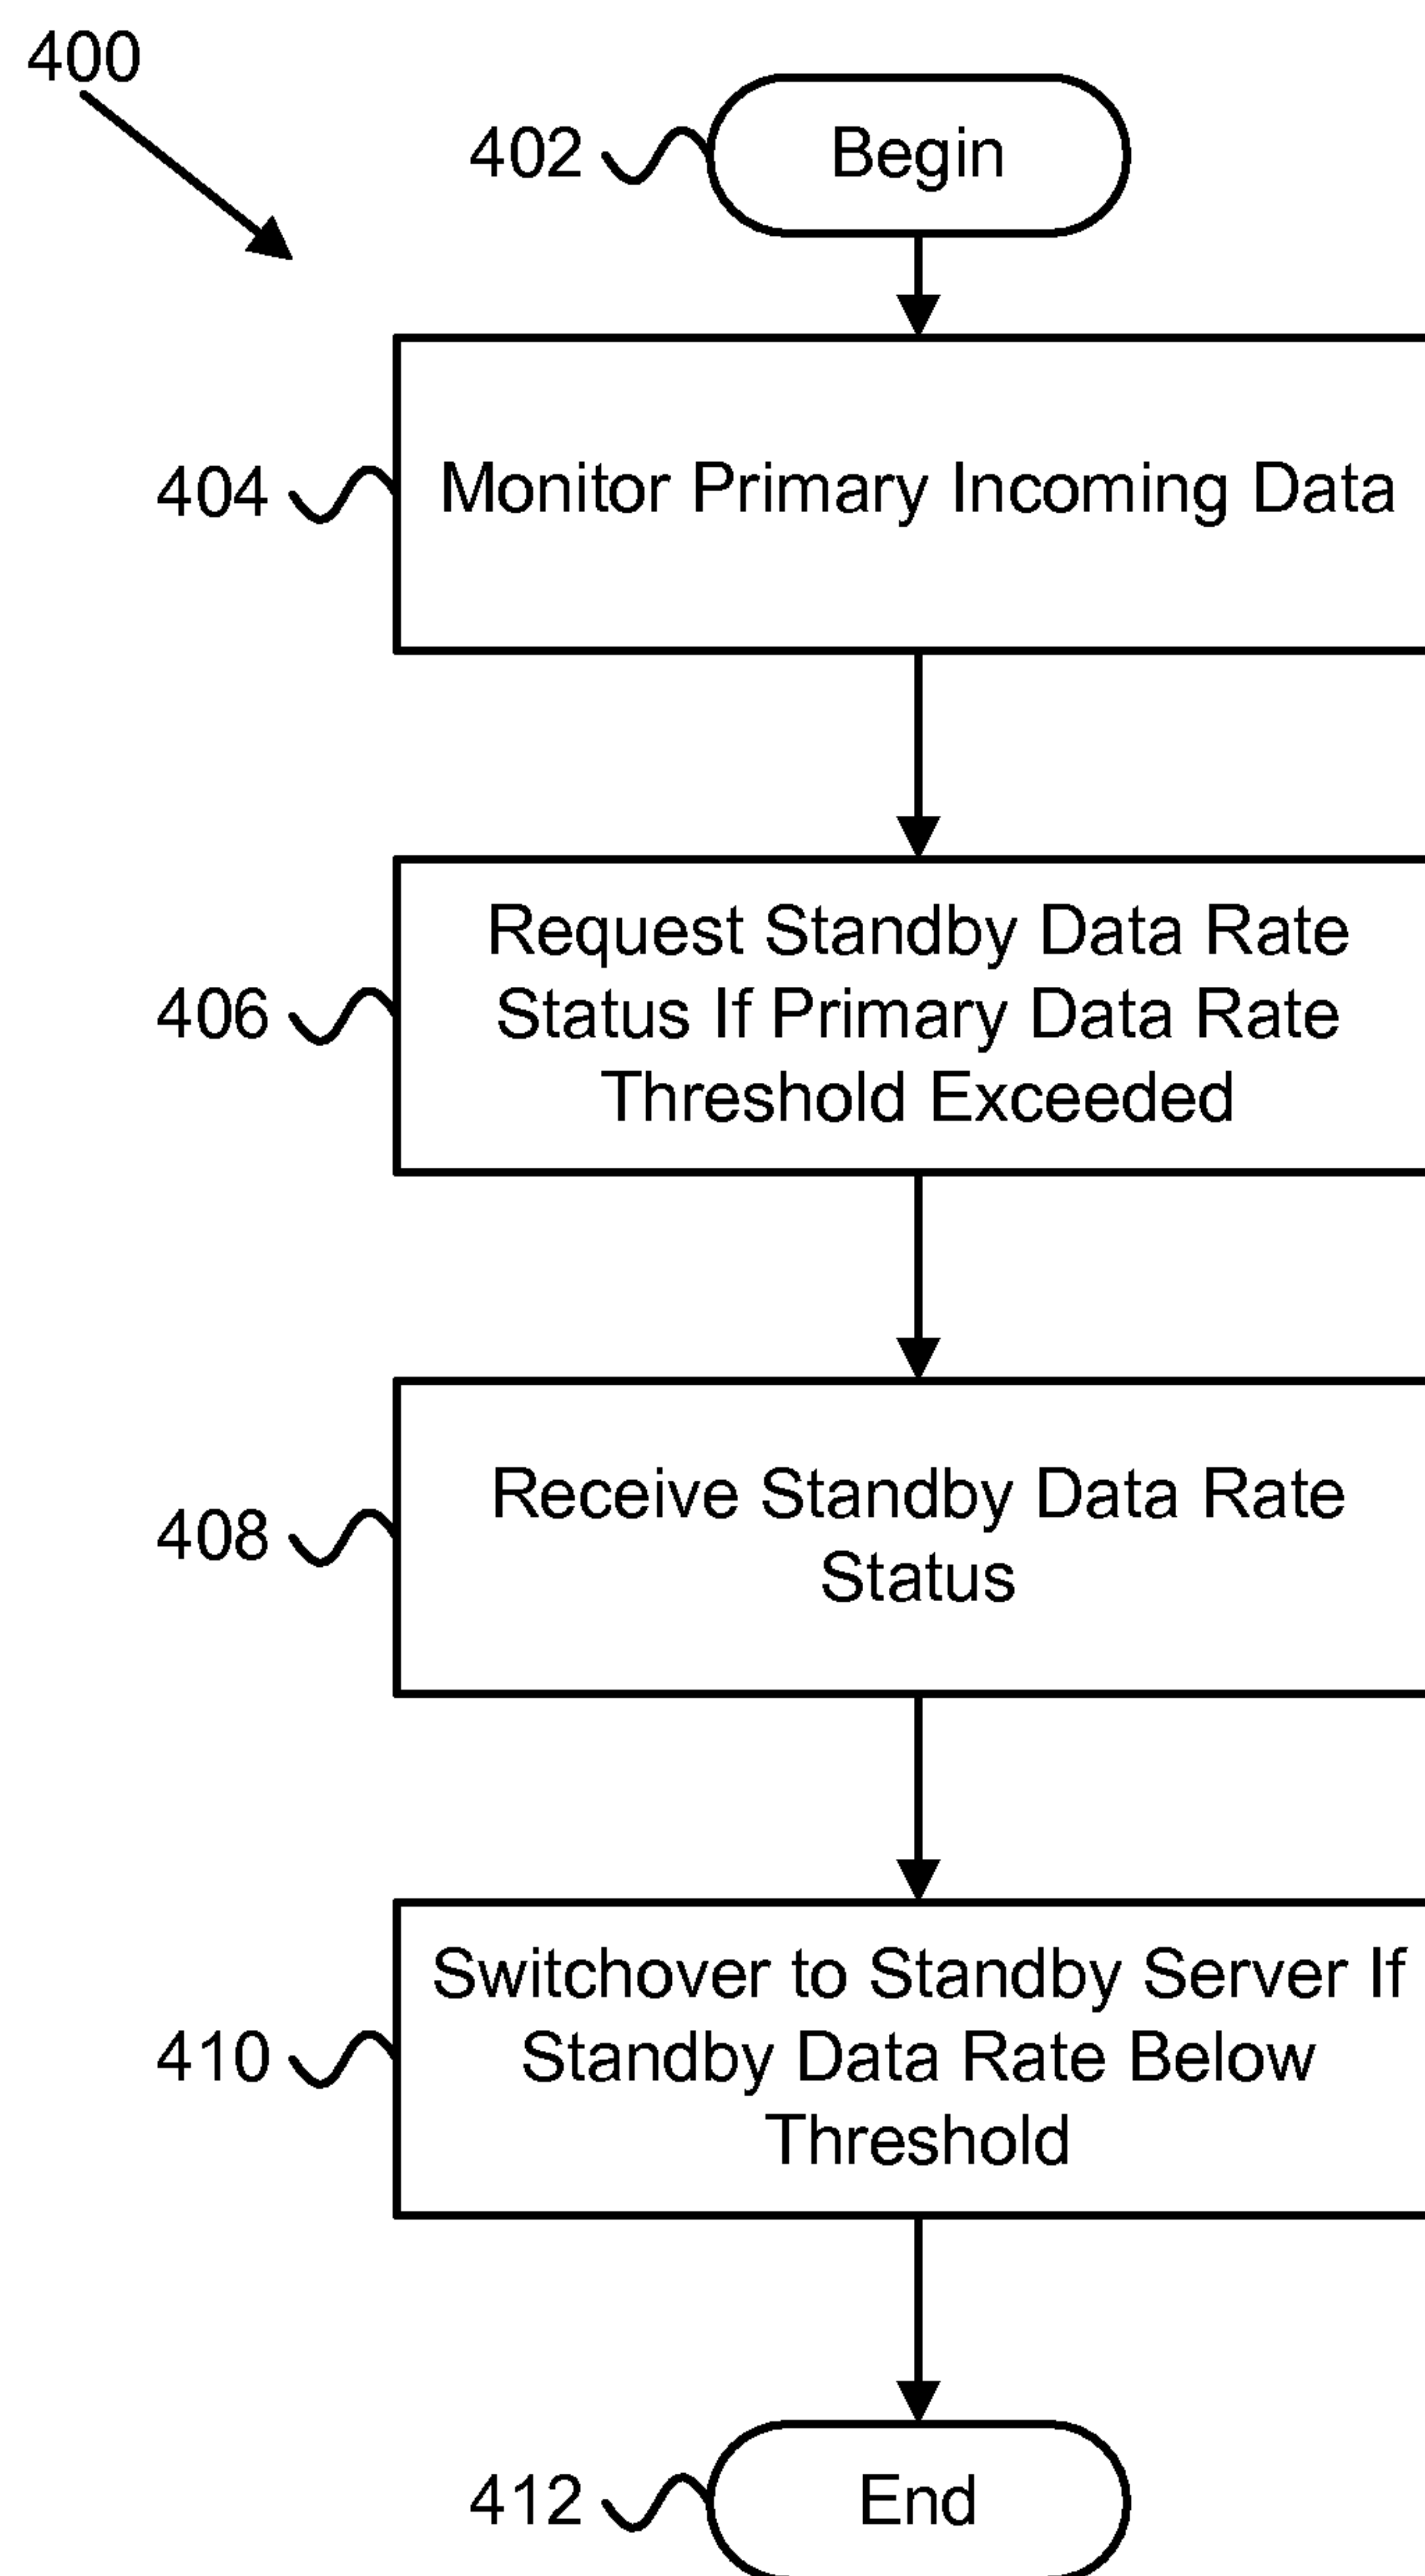 400
402
Begin
404
Monitor Primary Incoming Data
406
Request Standby Data Rate
Status If Primary Data Rate
Threshold Exceeded
408
Receive Standby Data Rate
Status
410
Switchover to Standby Server If
Standby Data Rate Below
Threshold
412
End